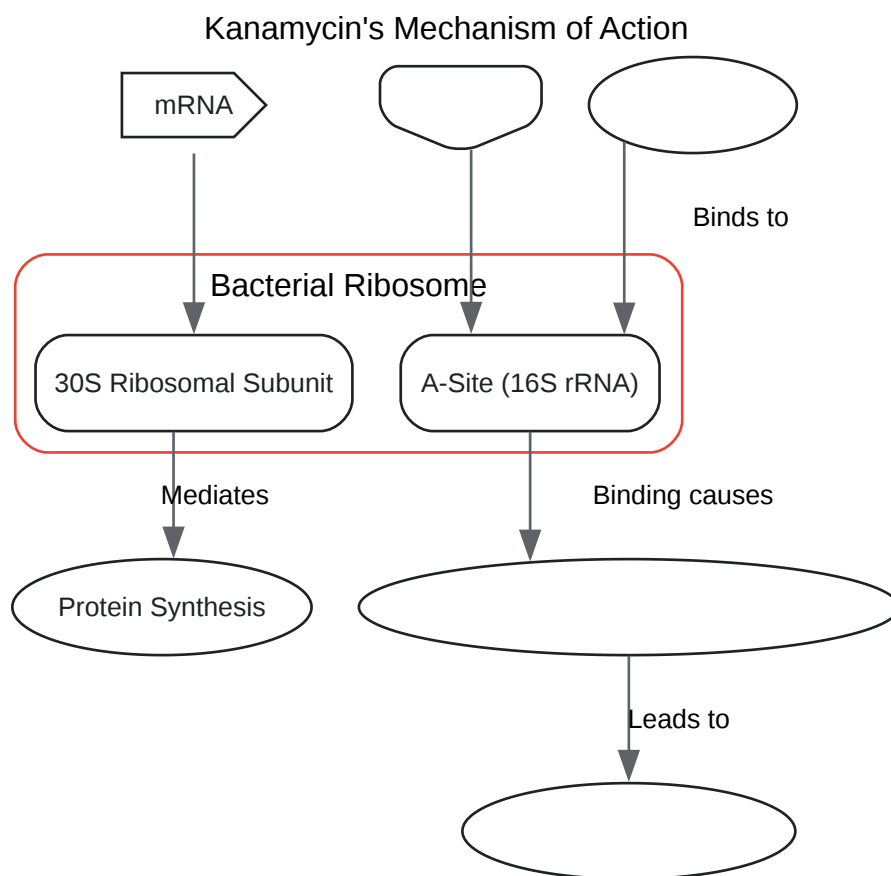 Kanamycin's Mechanism of Action
mRNA
Binds to
Bacterial Ribosome
30S Ribosomal Subunit
A-Site (16S rRNA)
Mediates
Binding causes
Protein Synthesis
Leads to